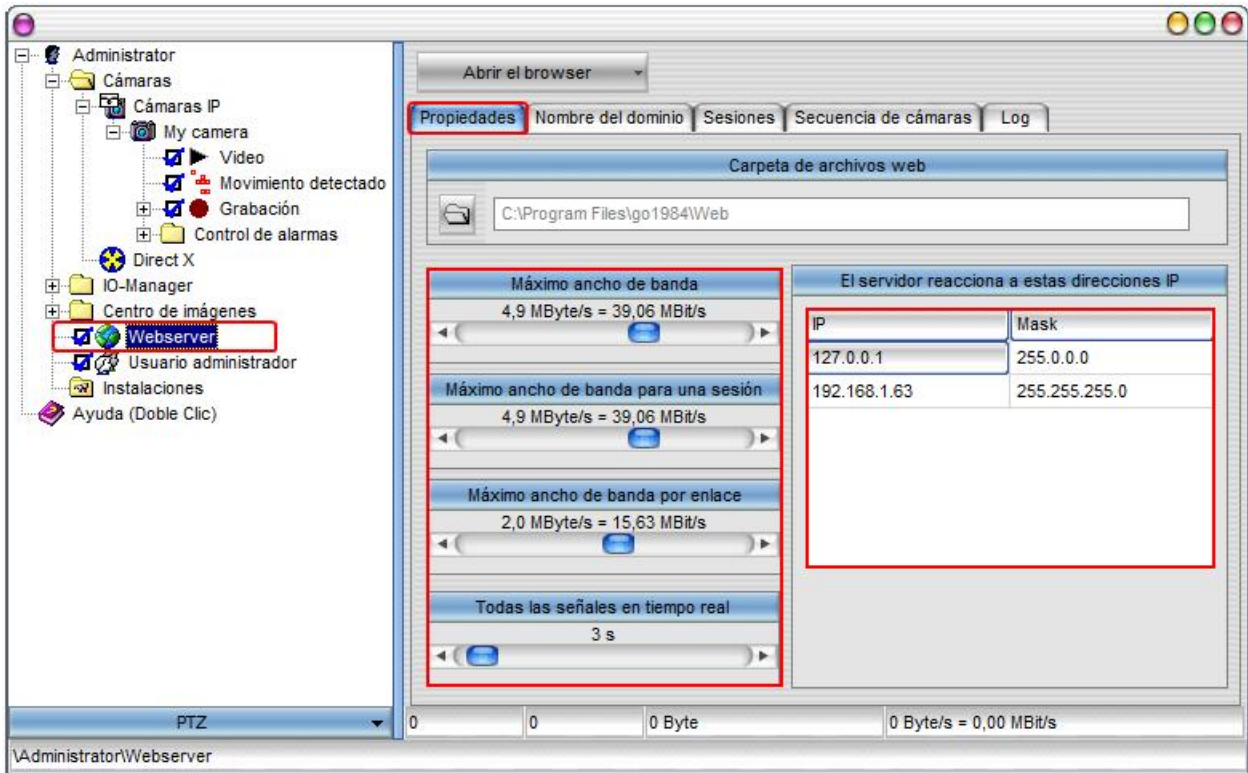 Administrator
Cámaras
Cámaras IP
My camera
Video
Movimiento detectado
Grabación
Control de alarmas
Direct X
IO-Manager
Centro de imágenes
Webserver
Usuario administrador
Instalaciones
Ayuda (Doble Clic)
PTZ
Abrir el browser
Propiedades Nombre del dominio Sesiones Secuencia de cámaras Log
Carpeta de archivos web
C:\Program Files\go1984\Web
Máximo ancho de banda
4,9 MByte/s = 39,06 MBit/s
Máximo ancho de banda para una sesión
4,9 MByte/s = 39,06 MBit/s
Máximo ancho de banda por enlace
2,0 MByte/s = 15,63 MBit/s
Todas las señales en tiempo real
3 s
El servidor reacciona a estas direcciones IP
IP Mask
127.0.0.1 255.0.0.0
192.168.1.63 255.255.255.0
0 0 0 Byte 0 Byte/s = 0,00 MBit/s
\Administrator\Webserver